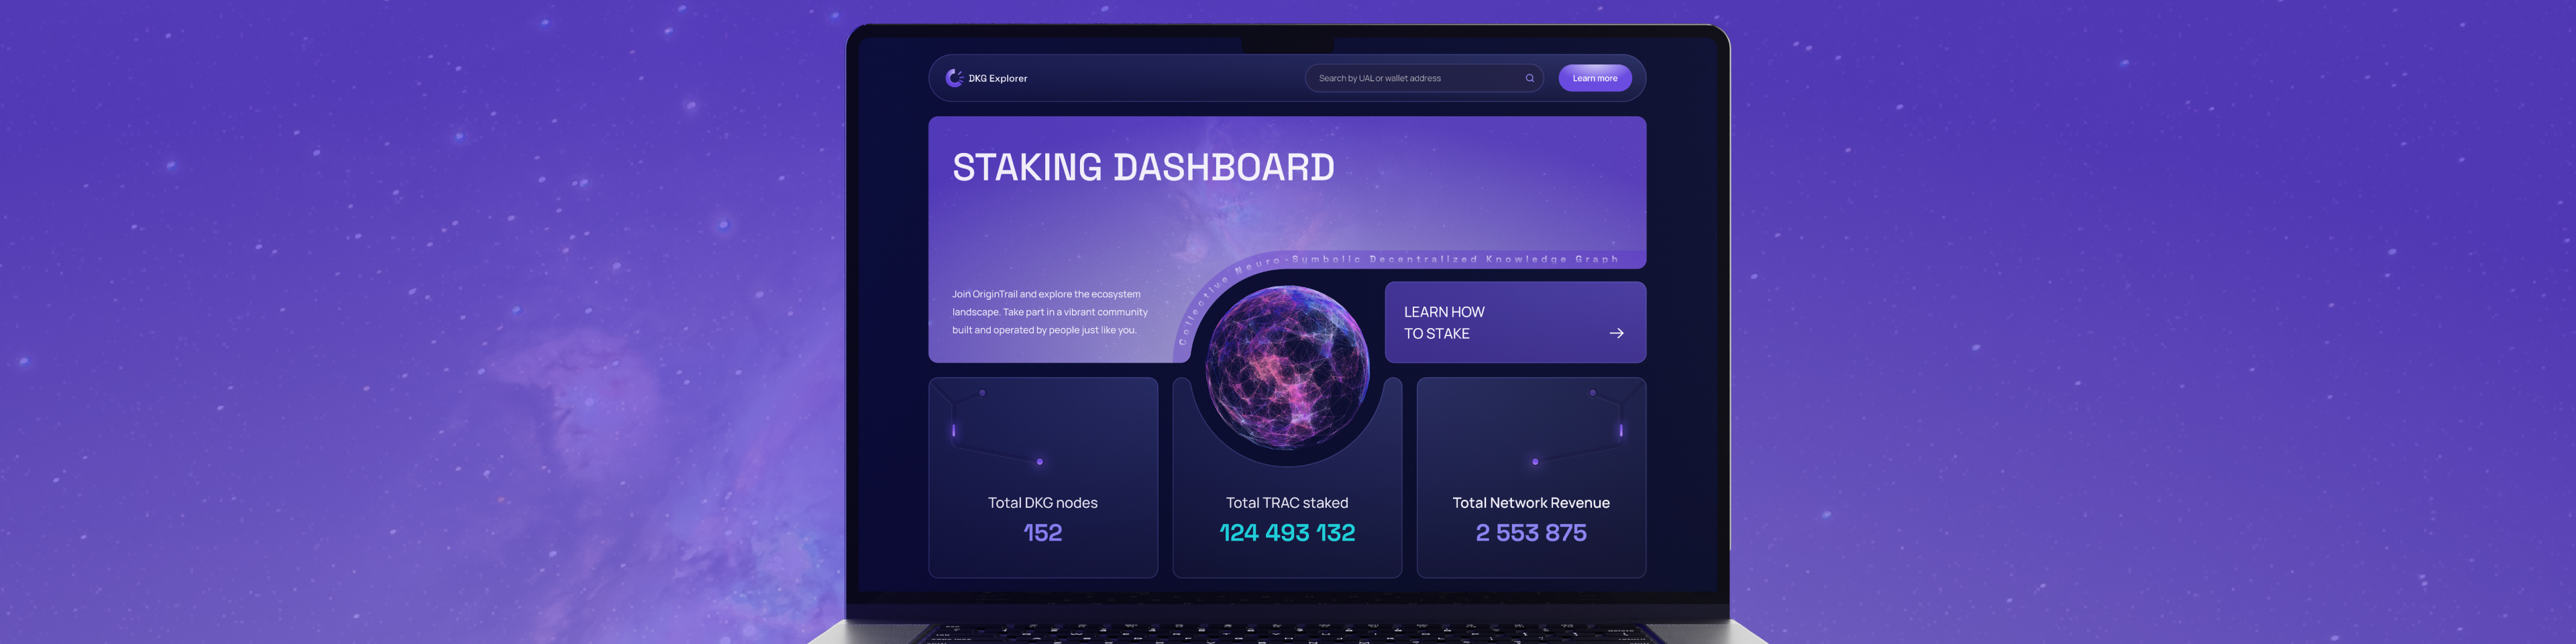 DKG Explorer
Search by UAL or wallet address
Learn more
STAKING DASHBOARD
Collective Neuro-Sumbolic Decentralized Knowledge Graph
Join OriginTrail and explore the ecosystem
landscape. Take part in a vibrant community
built and operated by people just like you.
LEARN HOW
TO STAKE
Total DKG nodes
152
Total TRAC staked
124 493 132
Total Network Revenue
2 553 875